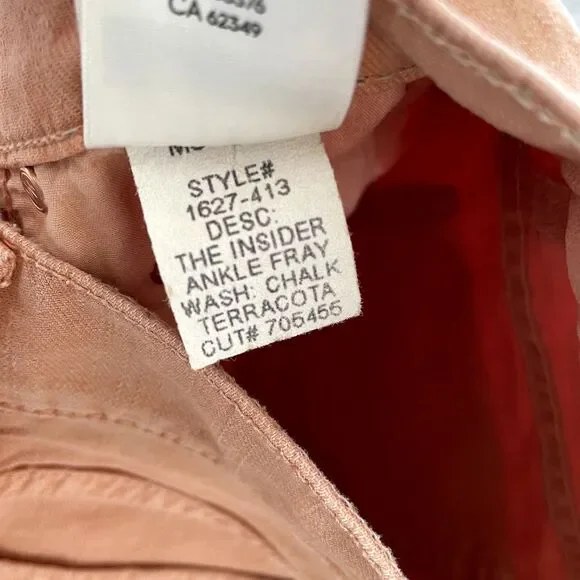 CA 62349
STYLE#
1627-413
DESC:
THE INSIDER
ANKLE FRAY
WASH: CHALK
TERRACOTA
CUT# 705455